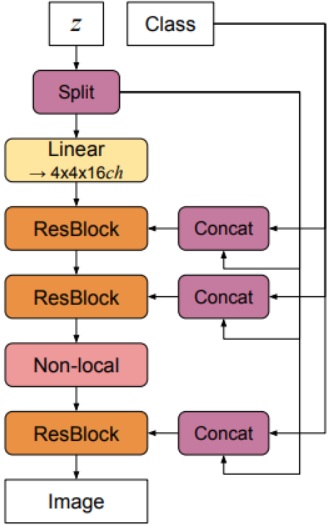 z
Class
Split
Linear
→ 4x4x16ch
ResBlock
Concat
ResBlock
Concat
Non-local
ResBlock
Concat
Image